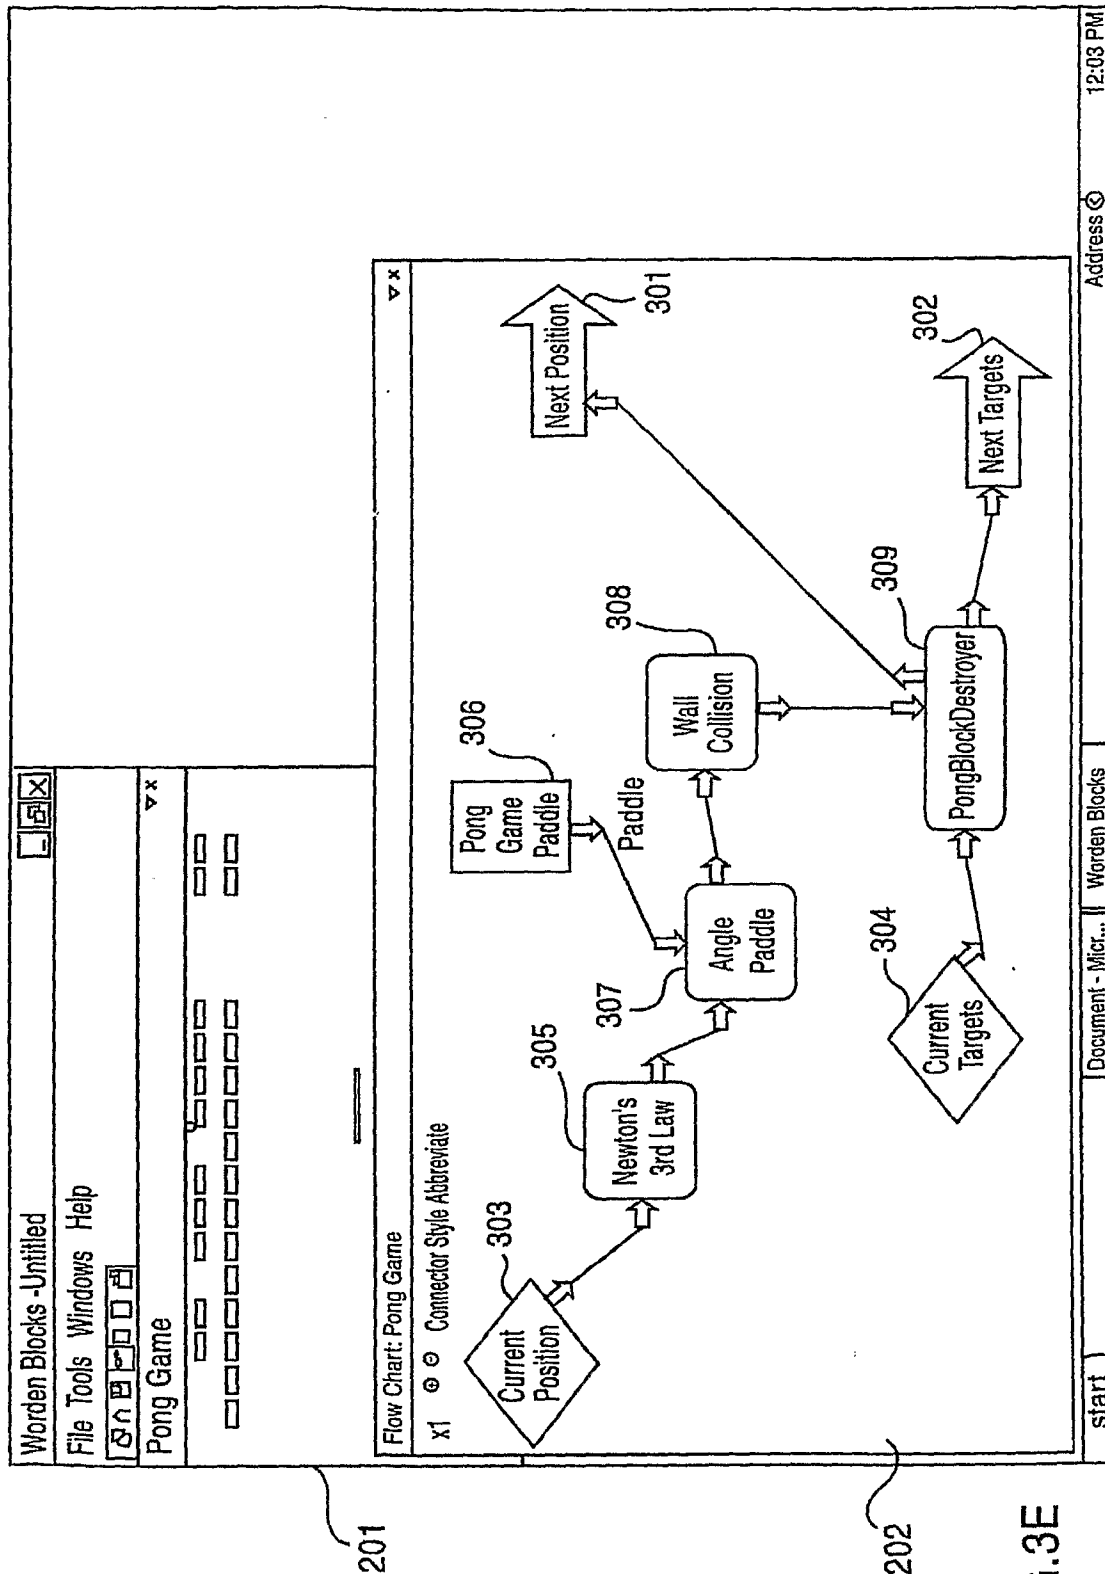 Worden Blocks -Untitled
File Tools Windows Help
Pong Game
201
Flow Chart: Pong Game
x1 Connector Style Abbreviate
303
Current
Position
305
Newton's
3rd Law
307
Angle
Paddle
306
Pong
Game
Paddle
Paddle
308
Wall
Collision
301
Next Position
304
Current
Targets
309
PongBlockDestroyer
302
Next Targets
202
start
Document - Micr...
Worden Blocks
Address
12:03 PM
.3E